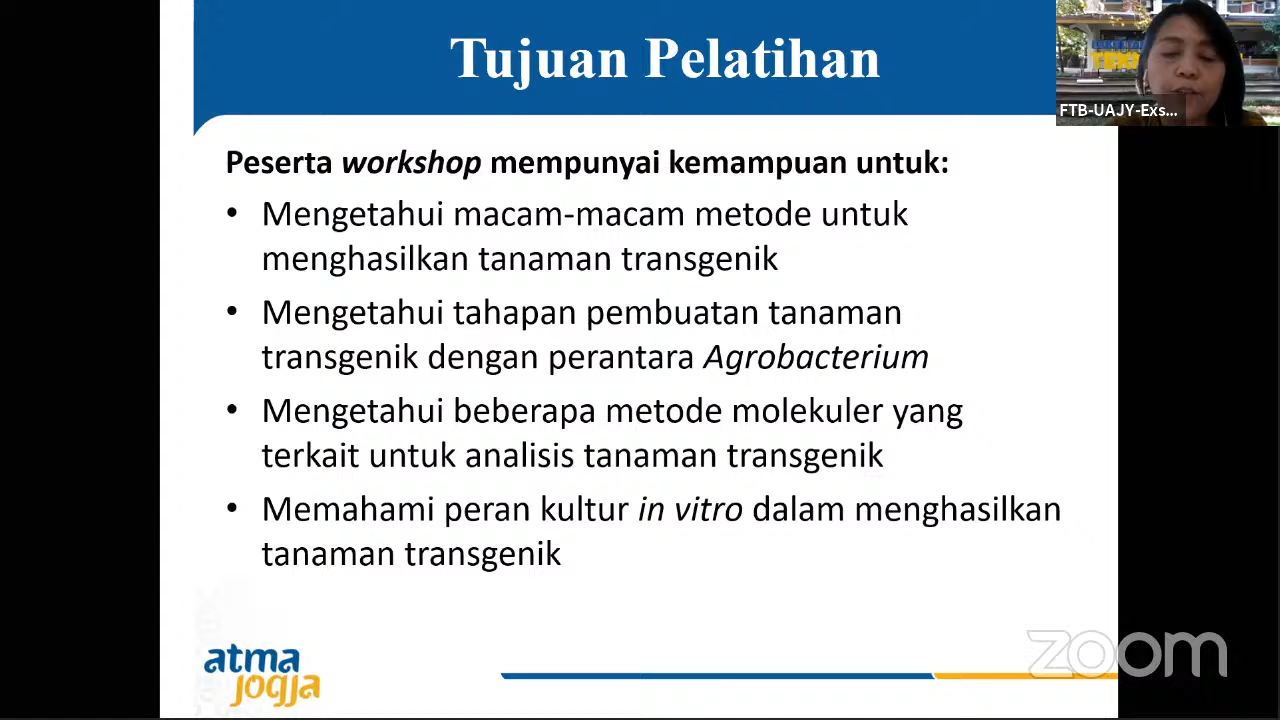 Tujuan Pelatihan
FTB-UAJY-Exs...
Peserta workshop mempunyai kemampuan untuk:
• Mengetahui macam-macam metode untuk
menghasilkan tanaman transgenik
• Mengetahui tahapan pembuatan tanaman
transgenik dengan perantara Agrobacterium
• Mengetahui beberapa metode molekuler yang
terkait untuk analisis tanaman transgenik
• Memahami peran kultur in vitro dalam menghasilkan
tanaman transgenik
atma
jogja
zoom